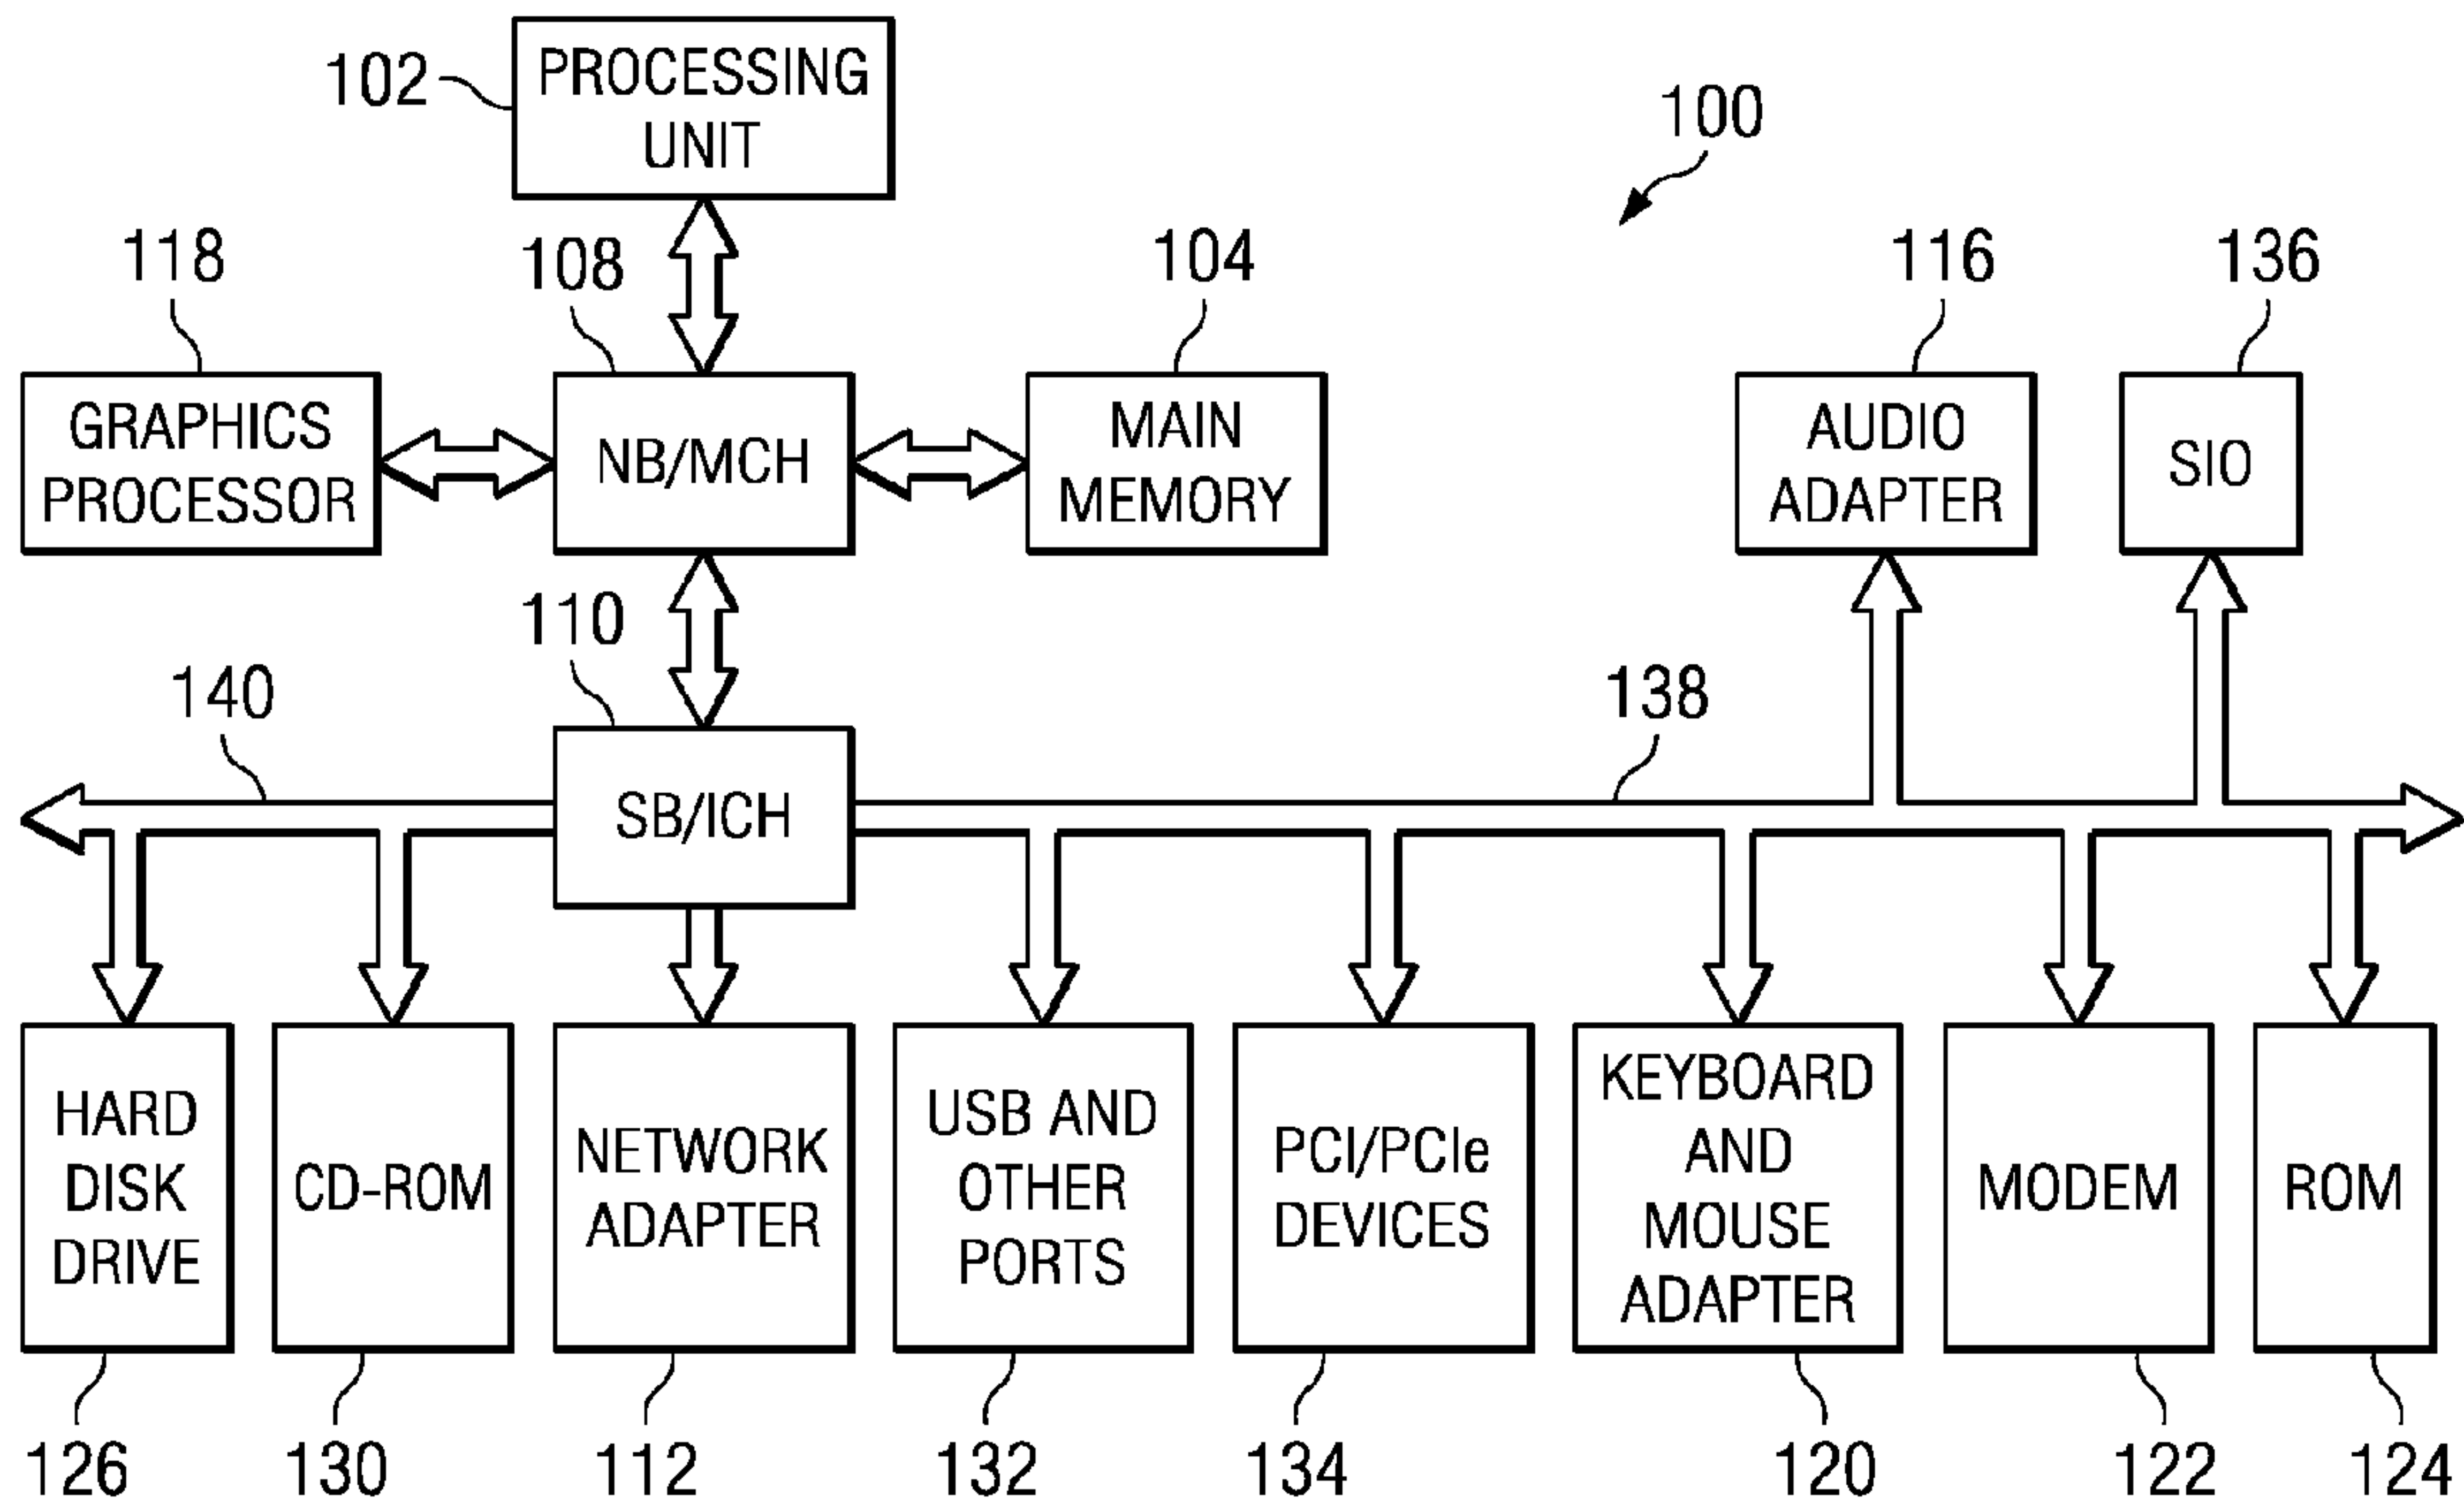 102
PROCESSING
UNIT
100
118
108
104
116
136
GRAPHICS
PROCESSOR
NB/MCH
MAIN
MEMORY
AUDIO
ADAPTER
SIO
110
140
138
SB/ICH
HARD
DISK
DRIVE
CD-ROM
NETWORK
ADAPTER
USB AND
OTHER
PORTS
PCI/PCIe
DEVICES
KEYBOARD
AND
MOUSE
ADAPTER
MODEM
ROM
126
130
112
132
134
120
122
124